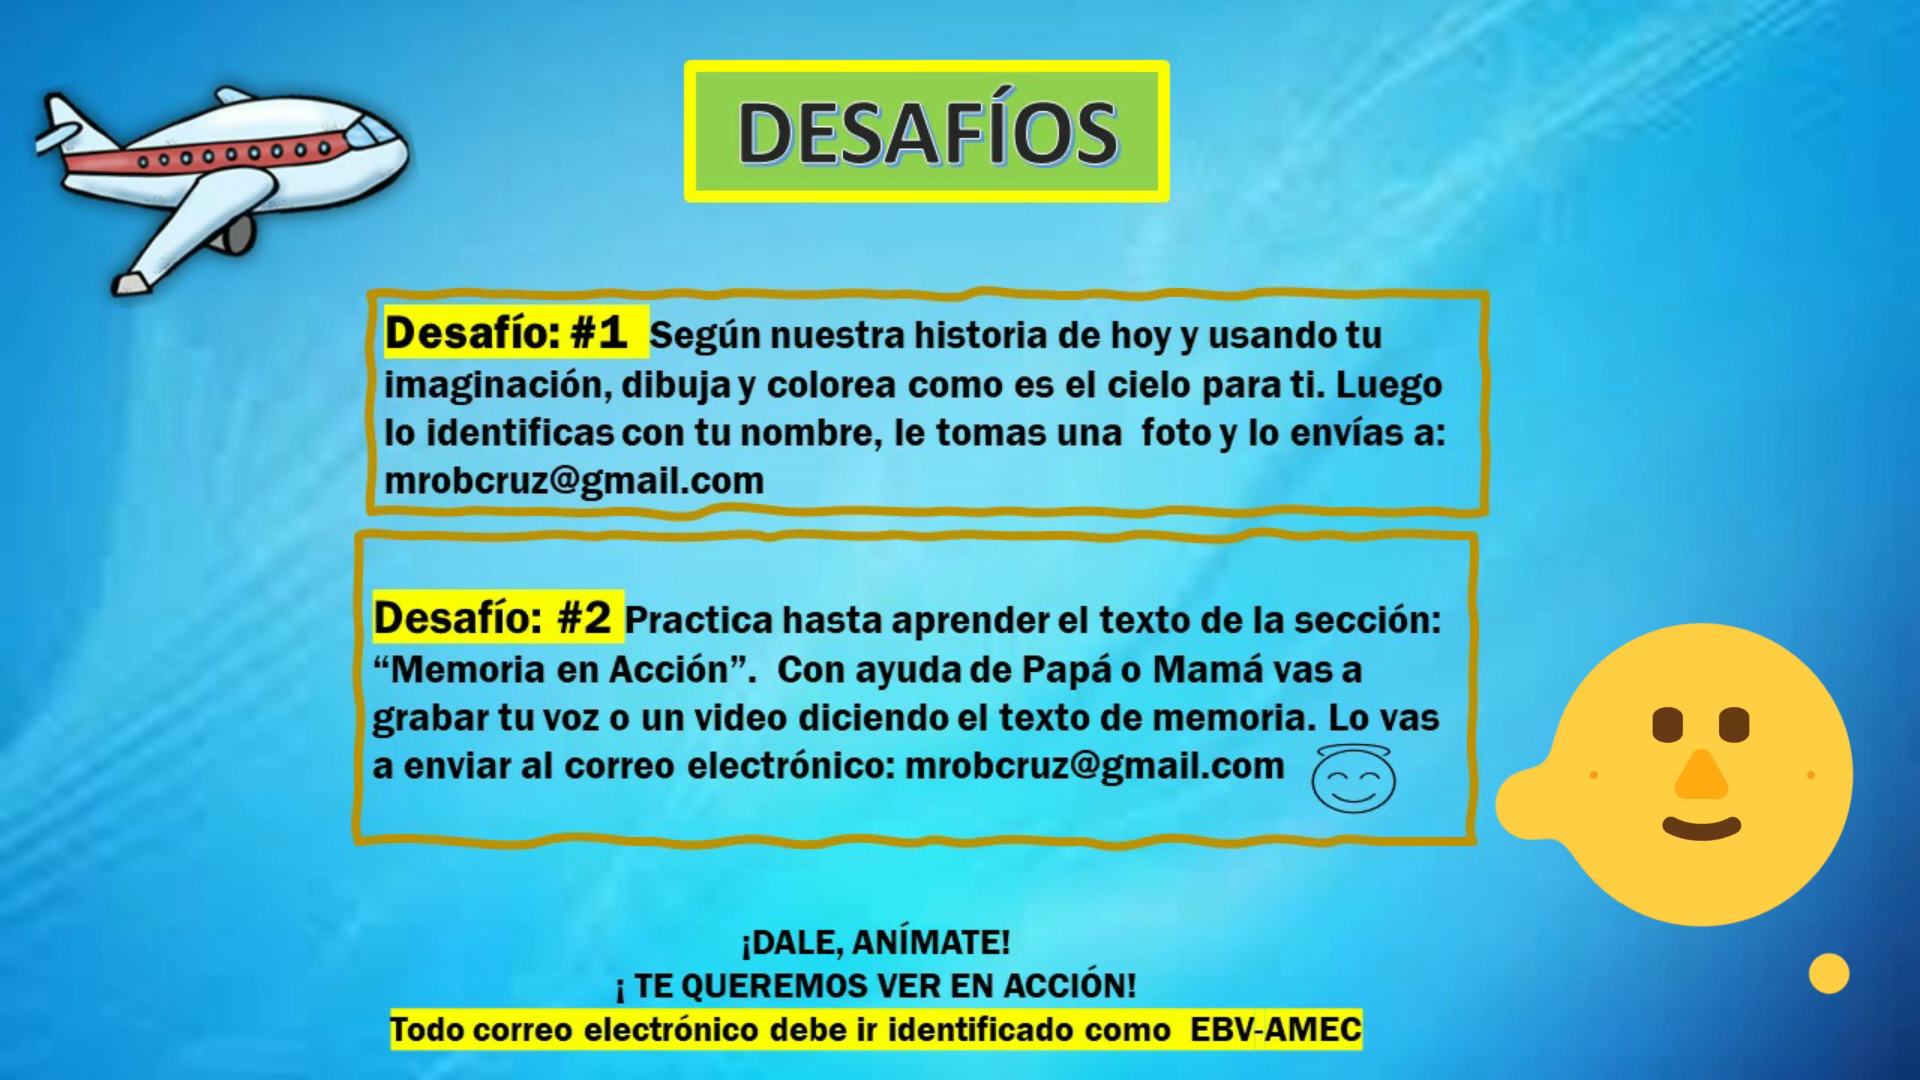 DESAFÍOS
Desafío: #1 Según nuestra historia de hoy y usando tu
imaginación, dibuja y colorea como es el cielo para ti. Luego
lo identificas con tu nombre, le tomas una foto y lo envías a:
mrobcruz@gmail.com
Desafío: #2 Practica hasta aprender el texto de la sección:
“Memoria en Acción”. Con ayuda de Papá o Mamá vas a
grabar tu voz o un video diciendo el texto de memoria. Lo vas
a enviar al correo electrónico: mrobcruz@gmail.com
¡DALE, ANÍMATE!
¡ TE QUEREMOS VER EN ACCIÓN!
Todo correo electrónico debe ir identificado como EBV-AMEC